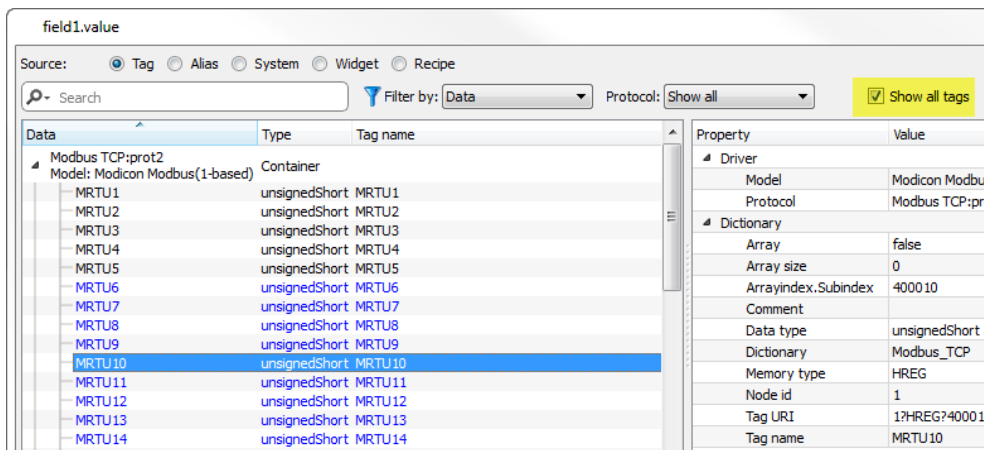 field1.value
Source: Tag Alias System Widget Recipe
Search Filter by: Data Protocol: Show all Show all tags
Data Type Tag name Property Value
Modbus TCP:prot2
Model: Modicon Modbus(1-based) Container
MRTU1 unsignedShort MRTU1
MRTU2 unsignedShort MRTU2
MRTU3 unsignedShort MRTU3
MRTU4 unsignedShort MRTU4
MRTU5 unsignedShort MRTU5
MRTU6 unsignedShort MRTU6
MRTU7 unsignedShort MRTU7
MRTU8 unsignedShort MRTU8
MRTU9 unsignedShort MRTU9
MRTU10 unsignedShort MRTU10
MRTU11 unsignedShort MRTU11
MRTU12 unsignedShort MRTU12
MRTU13 unsignedShort MRTU13
MRTU14 unsignedShort MRTU14
Driver
Model Modicon Modbu
Protocol Modbus TCP:pr
Dictionary
Array false
Array size 0
Arrayindex.Subindex 400010
Comment
Data type unsignedShort
Dictionary Modbus_TCP
Memory type HREG
Node id 1
Tag URI 1?HREG?40001
Tag name MRTU10